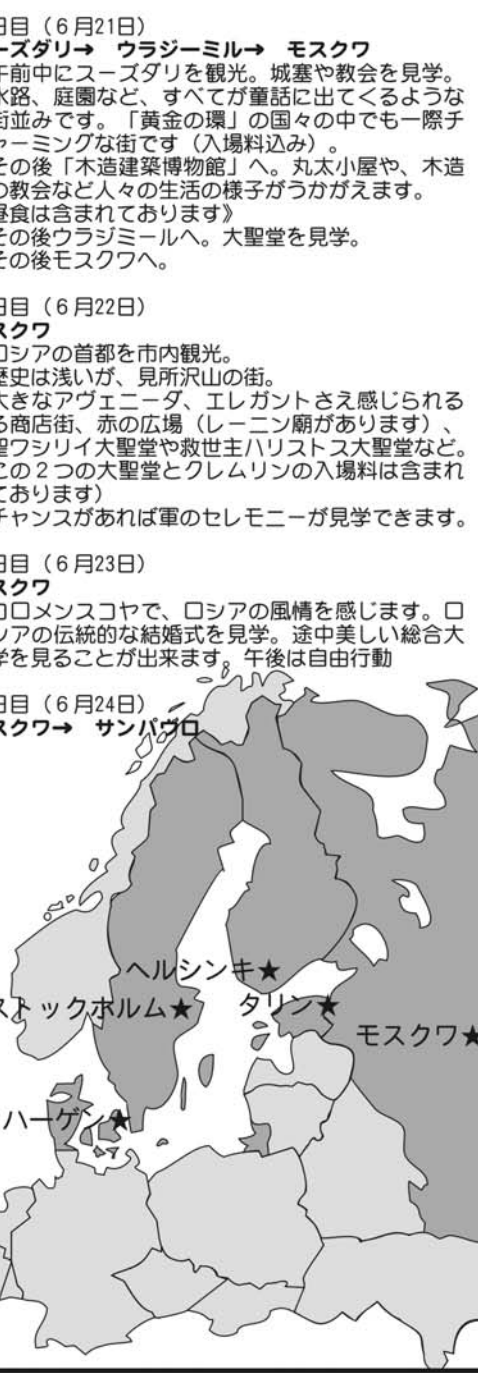 日目（６月21日）
ーズダリ→　ウラジーミル→　モスクワ
午前中にスーズダリを観光。城塞や教会を見学。
水路、庭園など、すべてが童話に出てくるような
街並みです。「黄金の環」の国々の中でも一際チ
ャーミングな街です（入場料込み）。
その後「木造建築博物館」へ。丸太小屋や、木造
の教会など人々の生活の様子がうかがえます。
昼食は含まれております》
その後ウラジミールへ。大聖堂を見学。
その後モスクワへ。
日目（６月22日）
スクワ
ロシアの首都を市内観光。
歴史は浅いが、見所沢山の街。
大きなアヴェニーダ、エレガントさえ感じられる
る商店街、赤の広場（レーニン廟があります）、
聖ワシリイ大聖堂や救世主ハリストス大聖堂など。
この２つの大聖堂とクレムリンの入場料は含まれ
ております）
チャンスがあれば軍のセレモニーが見学できます。
日目（６月23日）
スクワ
コロメンスコヤで、ロシアの風情を感じます。ロ
シアの伝統的な結婚式を見学。途中美しい総合大
学を見ることが出来ます。午後は自由行動
日目（６月24日）
スクワ→　サンパウロ
ヘルシンキ★
ストックホルム★
タリン★
モスクワ★
ハーゲン★